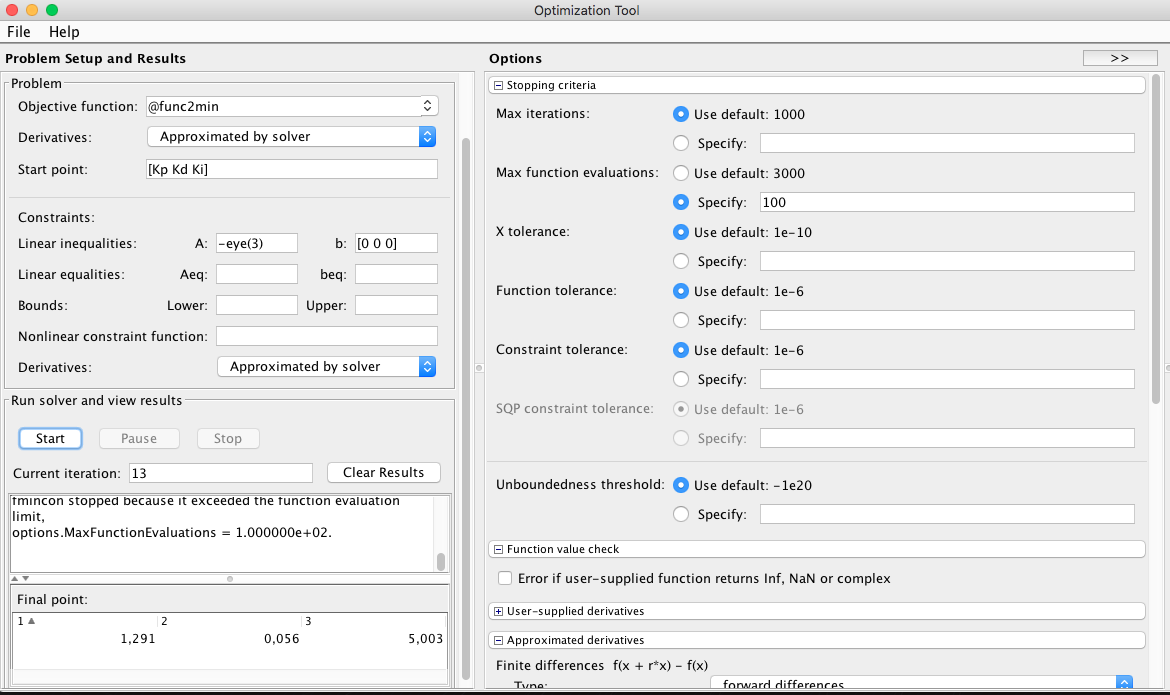 Optimization Tool
File Help
Problem Setup and Results
Problem
Objective function: @func2min
Derivatives: Approximated by solver
Start point: [Kp Kd Ki]
Constraints:
Linear inequalities: A: -eye(3) b: [0 0 0]
Linear equalities: Aeq: beq:
Bounds: Lower: Upper:
Nonlinear constraint function:
Derivatives: Approximated by solver
Run solver and view results
Start Pause Stop
Current iteration: 13 Clear Results
fmincon stopped because it exceeded the function evaluation
limit,
options.MaxFunctionEvaluations = 1.000000e+02.
Final point:
1 2 3
1,291 0,056 5,003
Options >>
Stopping criteria
Max iterations: Use default: 1000
Specify:
Max function evaluations: Use default: 3000
Specify: 100
X tolerance: Use default: 1e-10
Specify:
Function tolerance: Use default: 1e-6
Specify:
Constraint tolerance: Use default: 1e-6
Specify:
SQP constraint tolerance: Use default: 1e-6
Specify:
Unboundedness threshold: Use default: -1e20
Specify:
Function value check
Error if user-supplied function returns Inf, NaN or complex
User-supplied derivatives
Approximated derivatives
Finite differences f(x + r*x) - f(x)
Type: forward differences